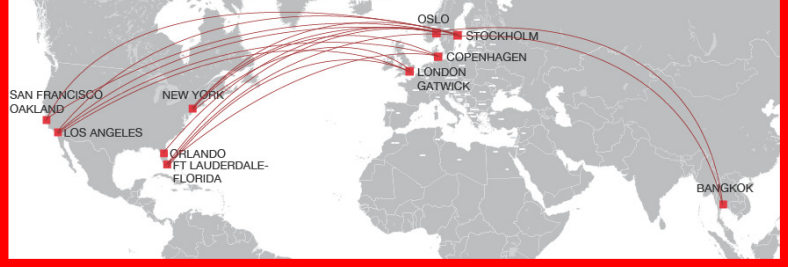 OSLO
STOCKHOLM
COPENHAGEN
LONDON
GATWICK
SAN FRANCISCO
OAKLAND
NEW YORK
LOS ANGELES
ORLANDO
FT LAUDERDALE-
FLORIDA
BANGKOK